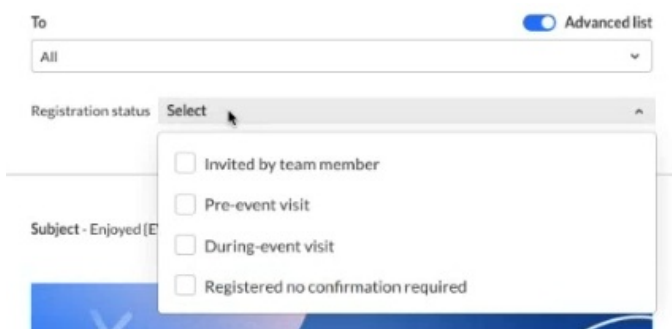 To
Advanced list
All
Registration status Select
Invited by team member
Pre-event visit
During-event visit
Subject - Enjoyed [E
Registered no confirmation required